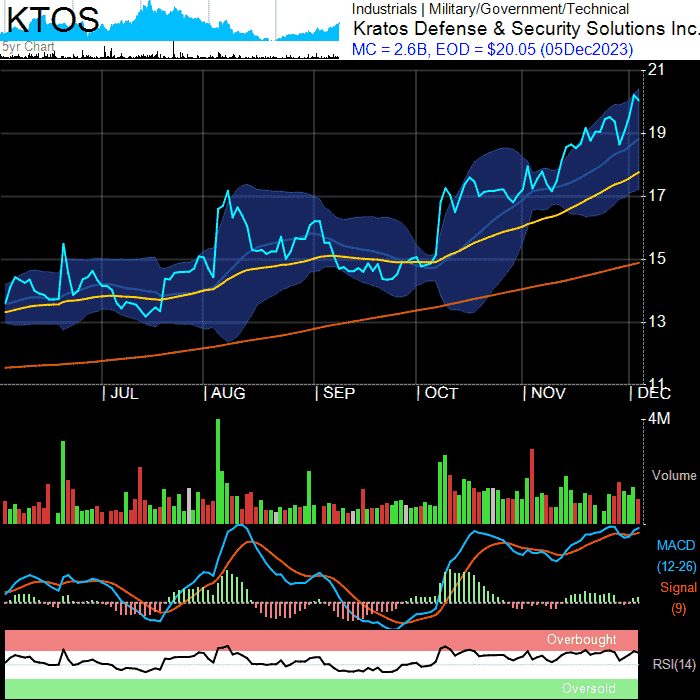 KTOS
5yr Chart
Industrials | Military/Government/Technical
Kratos Defense & Security Solutions Inc.
MC = 2.6B, EOD = $20.05 (05Dec2023)
21
19
17
15
13
11
| JUL | AUG | SEP | OCT | NOV | DEC
4M
Volume
MACD
(12-26)
Signal
(9)
Overbought
RSI(14)
Oversold